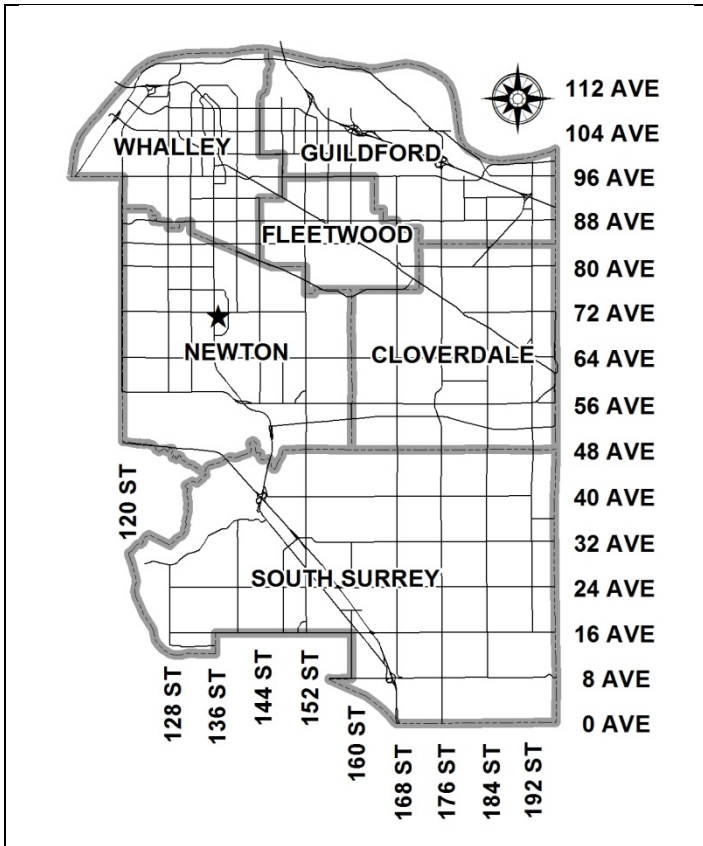 112 AVE
104 AVE
WHALLEY
GUILDFORD
96 AVE
88 AVE
FLEETWOOD
80 AVE
72 AVE
NEWTON
CLOVERDALE
64 AVE
56 AVE
48 AVE
120 ST
40 AVE
32 AVE
SOUTH SURREY
24 AVE
16 AVE
8 AVE
0 AVE
128 ST
136 ST
144 ST
152 ST
160 ST
168 ST
176 ST
184 ST
192 ST